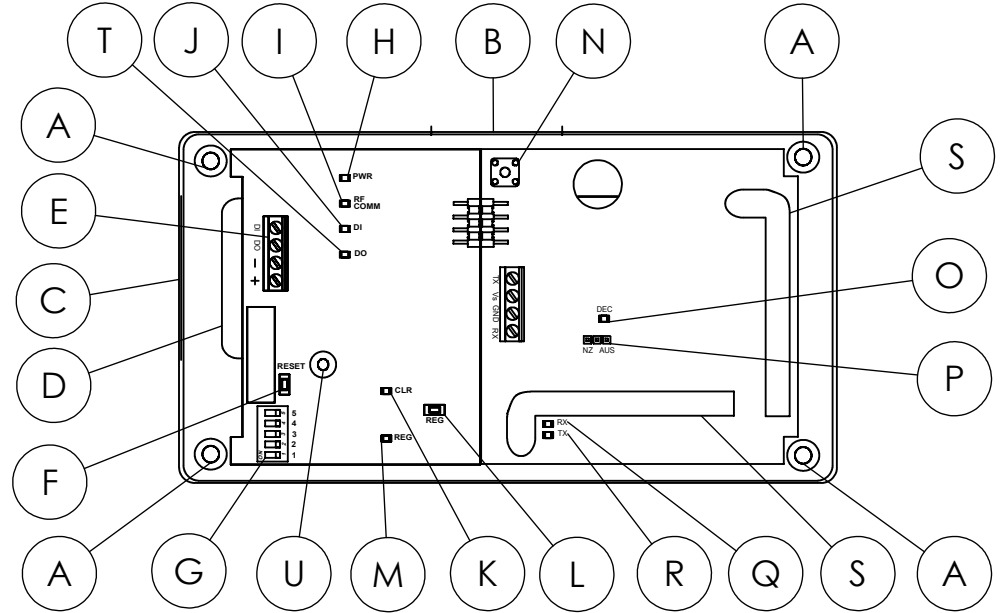 T J I H B N A
A
S
E
C
D
F
O
P
PWR
RF
COMM
DI
DO
DI
DO
-
+
TX
Vs
GND
RX
DEC
NZ AUS
RESET
CLR
REG
REG
RX
TX
5
4
3
2
1
ON
A G U M K L R Q S A